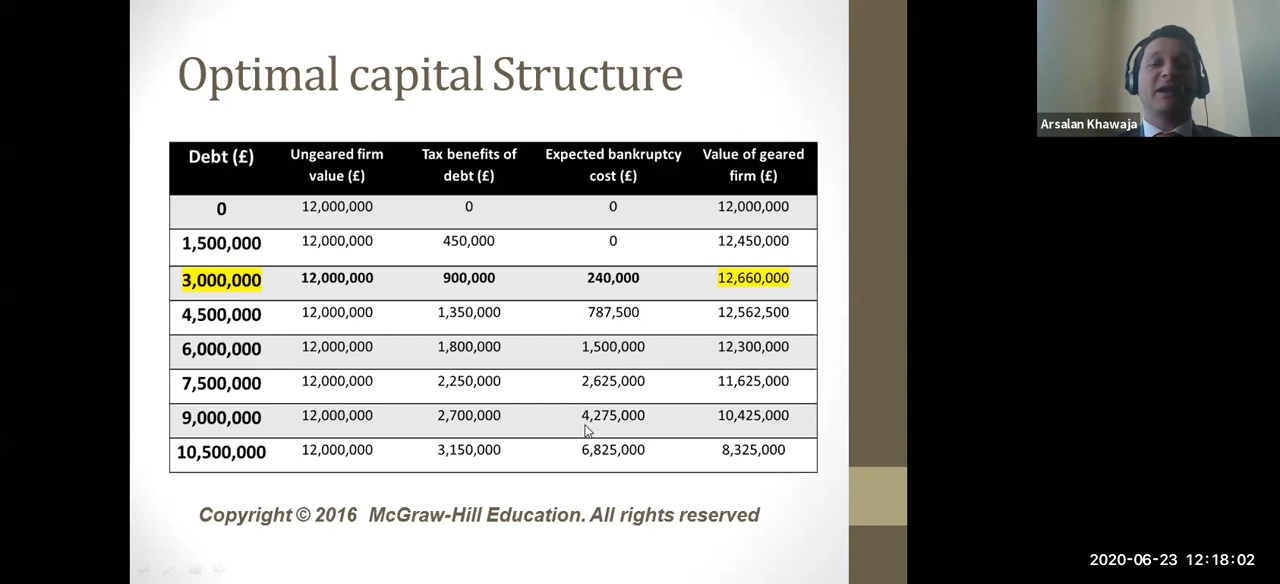 Optimal capital Structure
Debt (£) Ungeared firm value (£) Tax benefits of debt (£) Expected bankruptcy cost (£) Value of geared firm (£)
0 12,000,000 0 0 12,000,000
1,500,000 12,000,000 450,000 0 12,450,000
3,000,000 12,000,000 900,000 240,000 12,660,000
4,500,000 12,000,000 1,350,000 787,500 12,562,500
6,000,000 12,000,000 1,800,000 1,500,000 12,300,000
7,500,000 12,000,000 2,250,000 2,625,000 11,625,000
9,000,000 12,000,000 2,700,000 4,275,000 10,425,000
10,500,000 12,000,000 3,150,000 6,825,000 8,325,000
Copyright © 2016 McGraw-Hill Education. All rights reserved
Arsalan Khawaja
2020-06-23 12:18:02